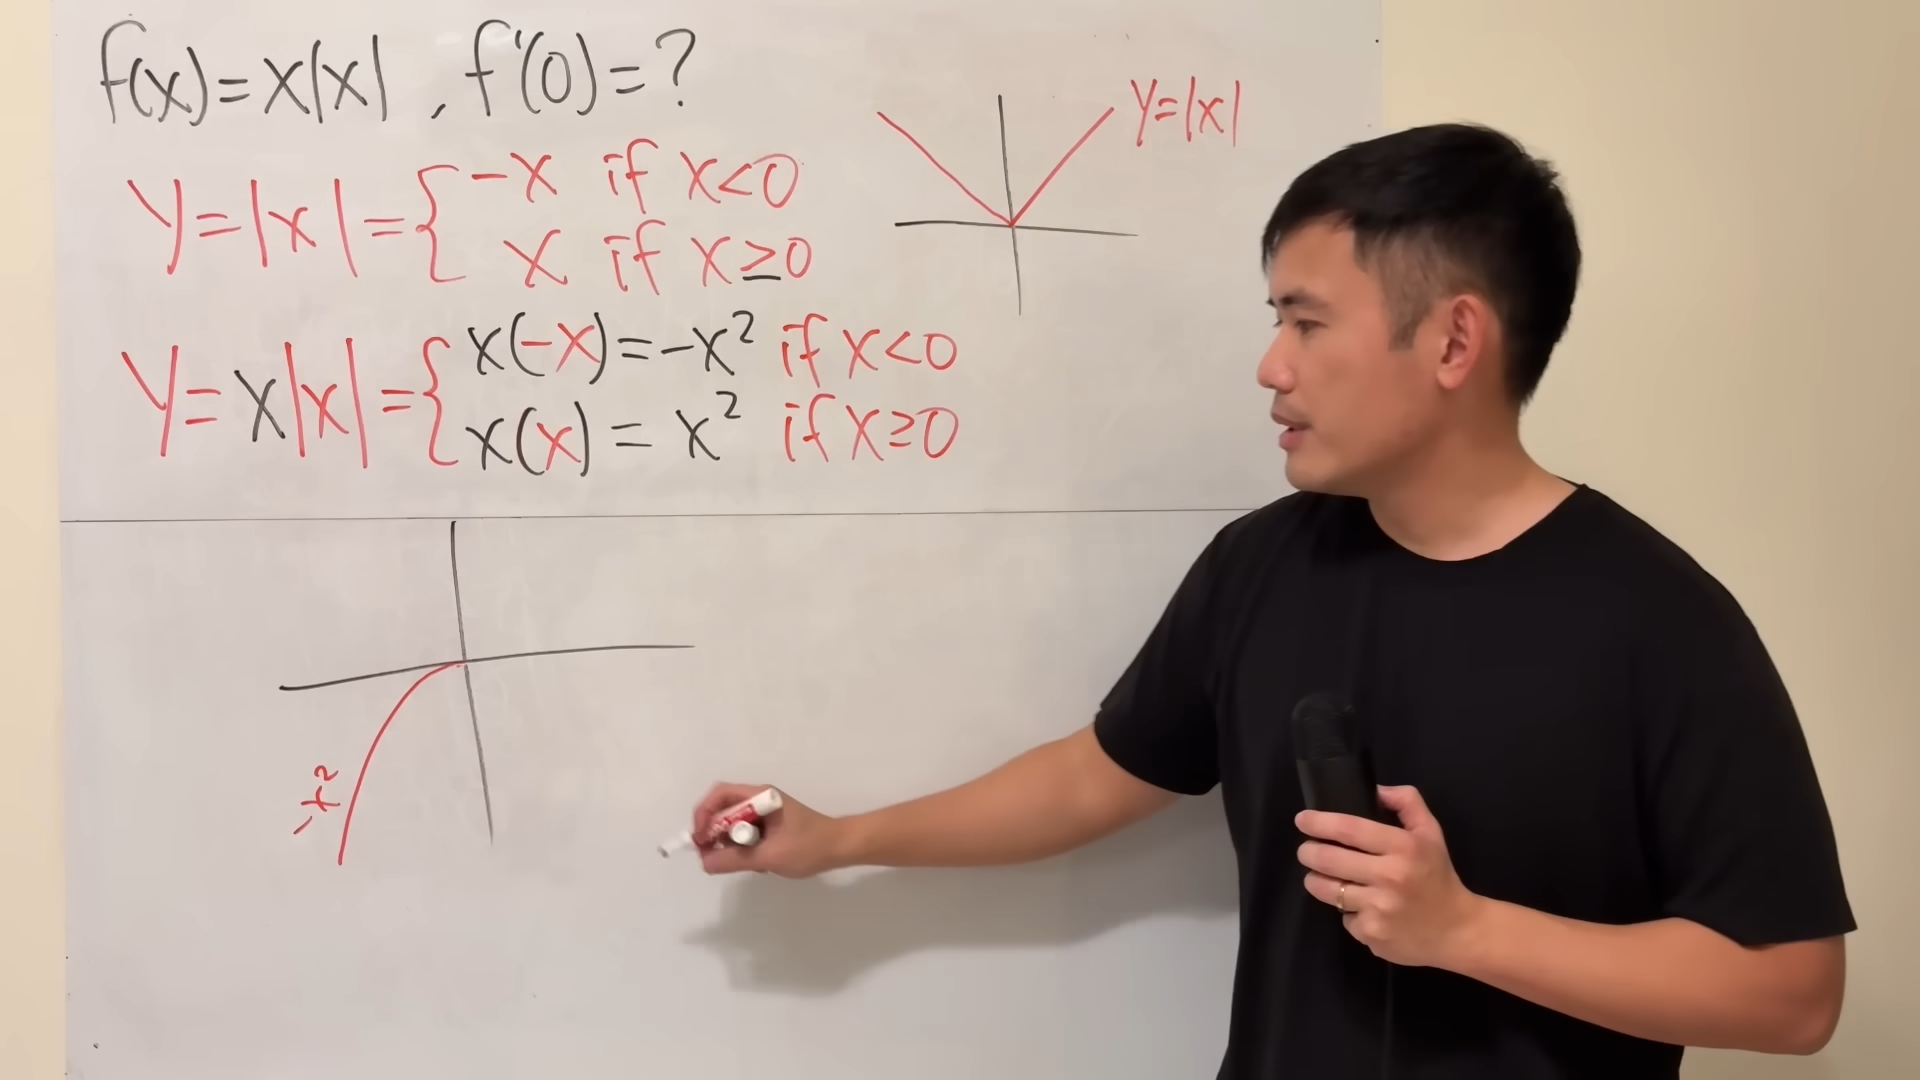 f(x)=x|x| , f'(0)=?
y=|x|
y=|x|={ -x if x<0
x if x≥0
y=x|x|={ x(-x)=-x² if x<0
x(x)=x² if x≥0
-x²